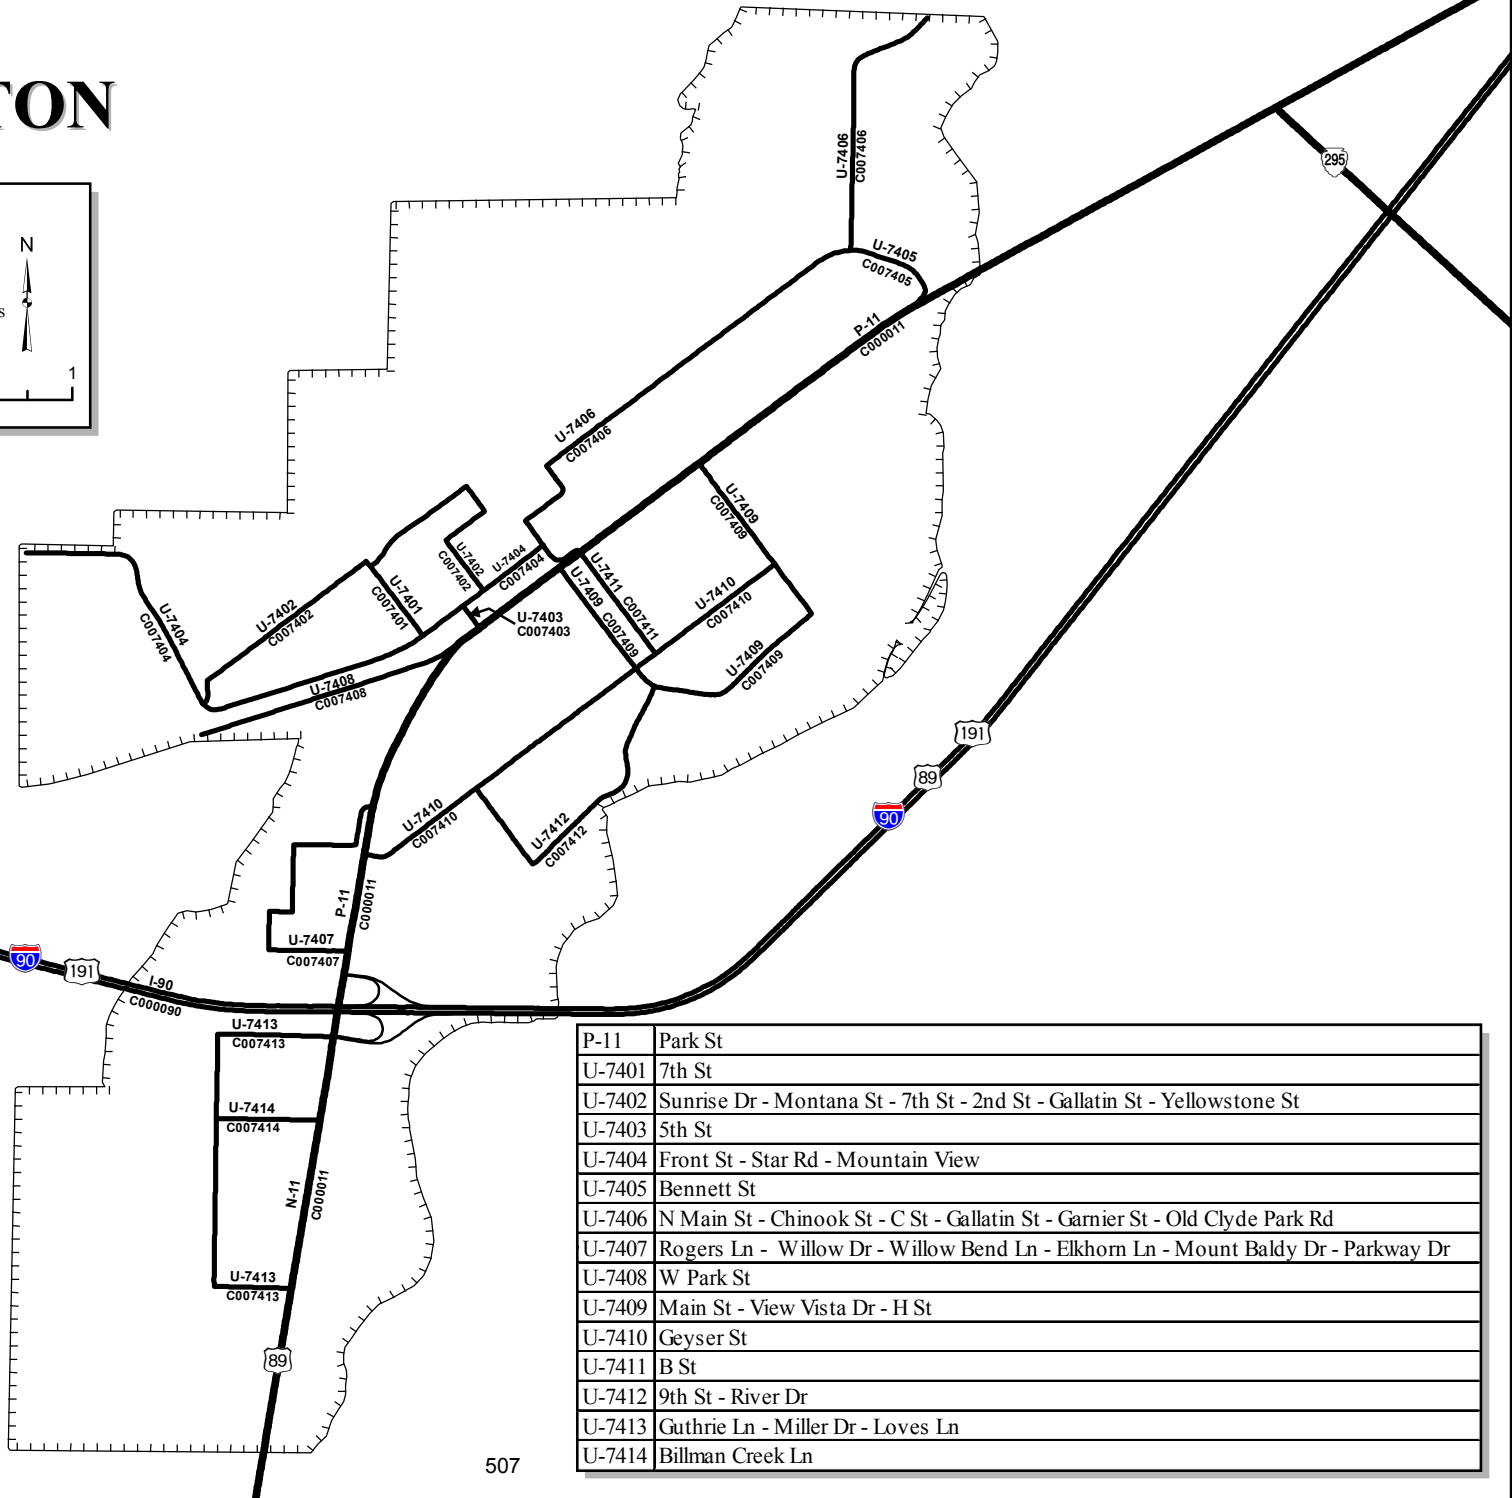 TON
N
s
1
U-7406
C007406
295
U-7405
C007405
P-11
C000011
U-7406
C007406
U-7409
C007409
U-7402
C007402
U-7404
C007404
U-7401
C007401
U-7411
C007411
U-7409
C007409
U-7410
C007410
U-7404
C007404
U-7402
C007402
U-7403
C007403
U-7409
C007409
U-7408
C007408
191
89
90
U-7410
C007410
U-7412
C007412
P-11
C000011
U-7407
C007407
90
191
I-90
C000090
U-7413
C007413
U-7414
C007414
N-11
C000011
U-7413
C007413
89
P-11 Park St
U-7401 7th St
U-7402 Sunrise Dr - Montana St - 7th St - 2nd St - Gallatin St - Yellowstone St
U-7403 5th St
U-7404 Front St - Star Rd - Mountain View
U-7405 Bennett St
U-7406 N Main St - Chinook St - C St - Gallatin St - Garnier St - Old Clyde Park Rd
U-7407 Rogers Ln - Willow Dr - Willow Bend Ln - Elkhorn Ln - Mount Baldy Dr - Parkway Dr
U-7408 W Park St
U-7409 Main St - View Vista Dr - H St
U-7410 Geyser St
U-7411 B St
U-7412 9th St - River Dr
U-7413 Guthrie Ln - Miller Dr - Loves Ln
U-7414 Billman Creek Ln
507